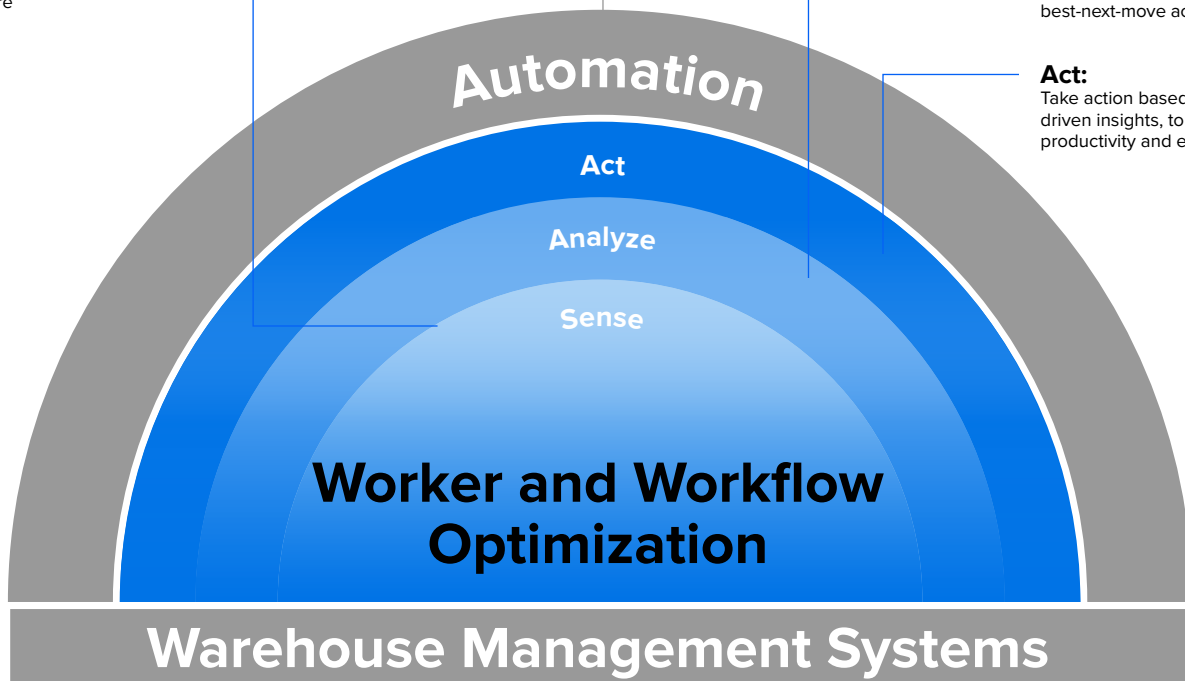 best-next-move
Automation
Act:
Take action based
driven insights, to
productivity and
Act
Analyze
Sense
Worker and Workflow
Optimization
Warehouse Management Systems